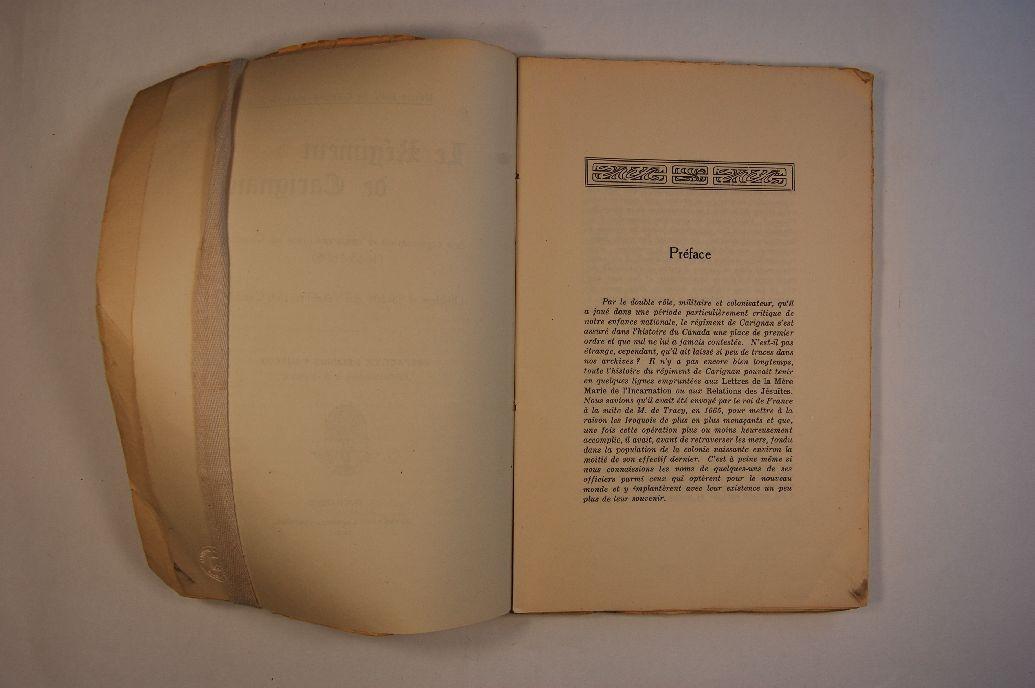 Le Régiment
de Carignan
Préface
Par le double rôle, militaire et colonisateur, qu'il
a joué dans une période particulièrement critique de
notre enfance nationale, le régiment de Carignan s'est
assuré dans l'histoire du Canada une place de premier
ordre et que nul ne lui a jamais contestée. N'est-il pas
étrange, cependant, qu'il ait laissé si peu de traces dans
nos archives ? Il n'y a pas encore bien longtemps,
toute l'histoire du régiment de Carignan pouvait tenir
en quelques lignes empruntées aux Lettres de la Mère
Marie de l'Incarnation ou aux Relations des Jésuites.
Nous savions qu'il avait été envoyé par le roi de France
à la suite de M. de Tracy, en 1665, pour mettre à la
raison les Iroquois de plus en plus menaçants et que,
une fois cette opération plus ou moins heureusement
accomplie, il avait, avant de retraverser les mers, fondu
dans la population de la colonie naissante environ la
moitié de son effectif dernier. C'est à peine même si
nous connaissions les noms de quelques-uns de ses
officiers parmi ceux qui optèrent pour le nouveau
monde et y implantèrent avec leur existence un peu
plus de leur souvenir.